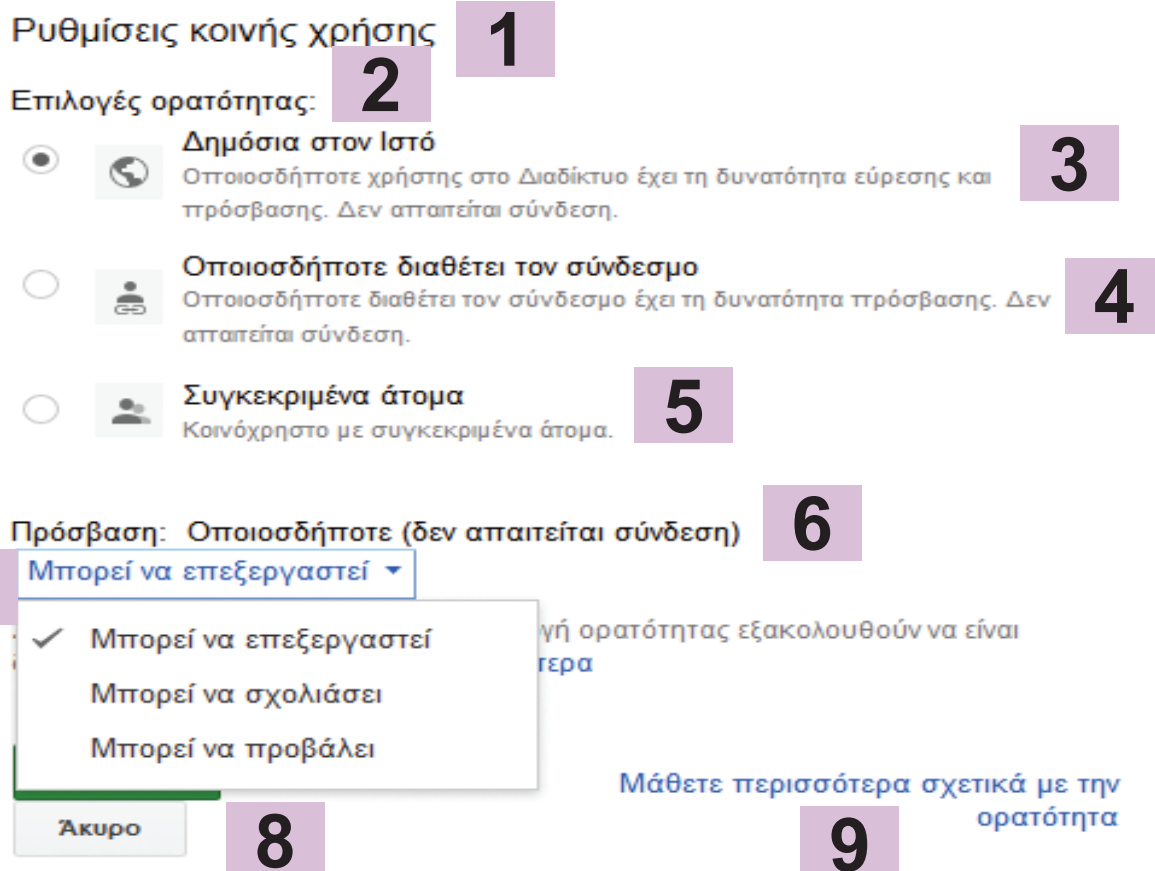 Ρυθμίσεις κοινής χρήσης 1
2
Επιλογές ορατότητας:
Δημόσια στον Ιστό
Οποιοσδήποτε χρήστης στο Διαδίκτυο έχει τη δυνατότητα εύρεσης και 3
πρόσβασης. Δεν απαιτείται σύνδεση.
Οποιοσδήποτε διαθέτει τον σύνδεσμο
Οποιοσδήποτε διαθέτει τον σύνδεσμο έχει τη δυνατότητα πρόσβασης. Δεν 4
απαιτείται σύνδεση.
Συγκεκριμένα άτομα 5
Κοινόχρηστο με συγκεκριμένα άτομα.
Πρόσβαση: Οποιοσδήποτε (δεν απαιτείται σύνδεση) 6
Μπορεί να επεξεργαστεί
Μπορεί να επεξεργαστεί
γή ορατότητας εξακολουθούν να είναι
τερα
Μπορεί να σχολιάσει
Μπορεί να προβάλει
Μάθετε περισσότερα σχετικά με την
ορατότητα
Άκυρο 8 9